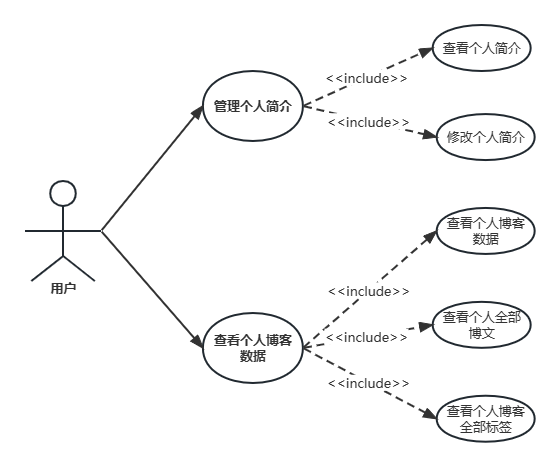 查看个人简介
<<include>>
管理个人简介
<<include>>
修改个人简介
查看个人博客
数据
用户
<<include>>
查看个人全部
博文
查看个人博客
数据
<<include>>
<<include>>
查看个人博客
全部标签